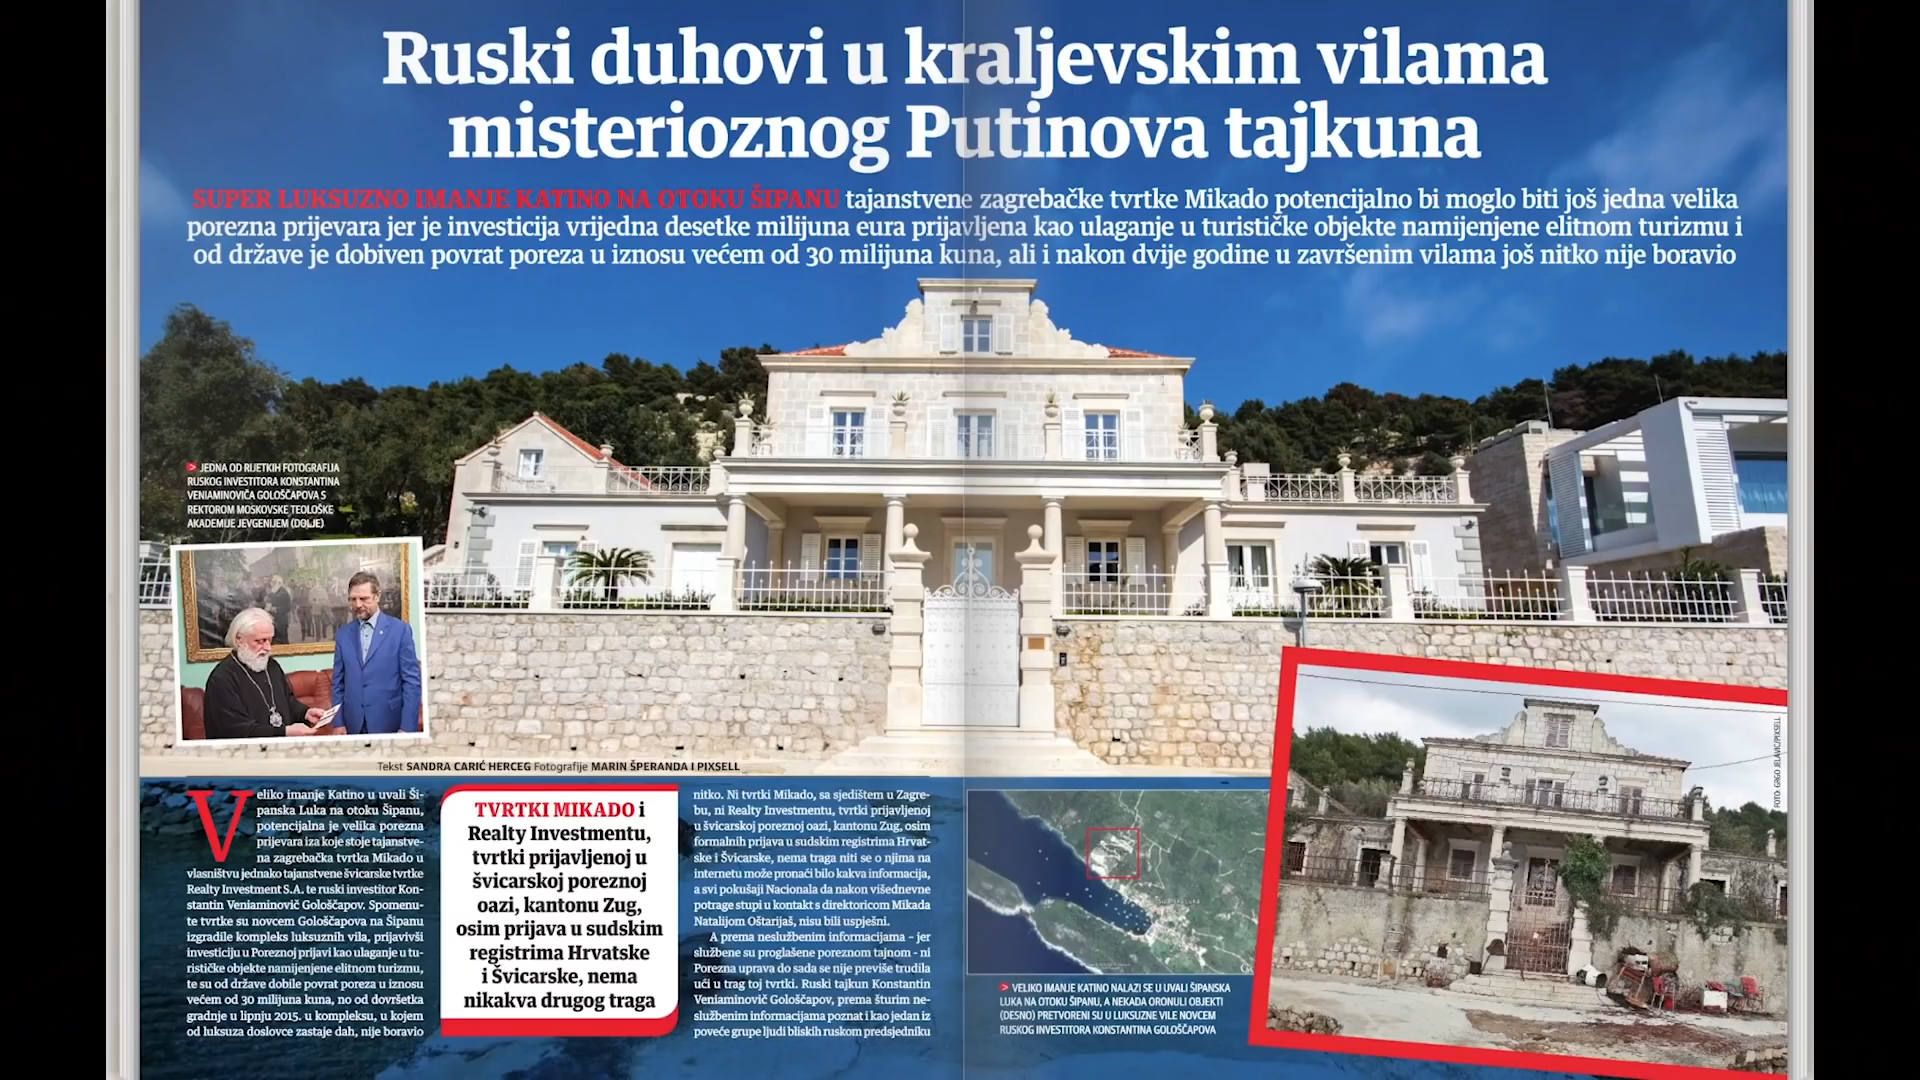 Ruski duhovi u kraljevskim vilama
misterioznog Putinova tajkuna
SUPER LUKSUZNO IMANJE KATINO NA OTOKU ŠIPANU tajanstvene zagrebačke tvrtke Mikado potencijalno bi moglo biti još jedna velika
porezna prijevara jer je investicija vrijedna desetke milijuna eura prijavljena kao ulaganje u turističke objekte namijenjene elitnom turizmu i
od države je dobiven povrat poreza u iznosu većem od 30 milijuna kuna, ali i nakon dvije godine u završenim vilama još nitko nije boravio
JEDNA OD RIJETKIH FOTOGRAFIJA
RUSKOG INVESTITORA KONSTANTINA
VENIAMINOVIČA GOLOŠČAPOVA S
REKTOROM MOSKOVSKE TEOLOŠKE
AKADEMIJE JEVGENIJEM (DOLJE)
Tekst SANDRA CARIĆ HERCEG Fotografije MARIN ŠPERANDA I PIXSELL
Veliko imanje Katino u uvali Ši-
panska Luka na otoku Šipanu,
potencijalna je velika porezna
prijevara iza koje stoje tajanstve-
na zagrebačka tvrtka Mikado u
vlasništvu jednako tajanstvene švicarske tvrtke
Realty Investment S.A. te ruski investitor Kon-
stantin Veniaminovič Gološčapov. Spomenu-
te tvrtke su novcem Gološčapova na Šipanu
izgradile kompleks luksuznih vila, prijavivši
investiciju u Poreznoj prijavi kao ulaganje u tu-
rističke objekte namijenjene elitnom turizmu,
te su od države dobile povrat poreza u iznosu
većem od 30 milijuna kuna, no od dovršetka
gradnje u lipnju 2015. u kompleksu, u kojem
od luksuza doslovce zastaje dah, nije boravio
TVRTKI MIKADO i
Realty Investmentu,
tvrtki prijavljenoj u
švicarskoj poreznoj
oazi, kantonu Zug,
osim prijava u sudskim
registrima Hrvatske
i Švicarske, nema
nikakva drugog traga
nitko. Ni tvrtki Mikado, sa sjedištem u Zagre-
bu, ni Realty Investmentu, tvrtki prijavljenoj
u švicarskoj poreznoj oazi, kantonu Zug, osim
formalnih prijava u sudskim registrima Hrvat-
ske i Švicarske, nema traga niti se o njima na
internetu može pronaći bilo kakva informacija,
a svi pokušaji Nacionala da nakon višednevne
potrage stupi u kontakt s direktoricom Mikada
Natalijom Oštarijaš, nisu bili uspješni.
A prema neslužbenim informacijama – jer
službene su proglašene poreznom tajnom - ni
Porezna uprava do sada se nije previše trudila
ući u trag toj tvrtki. Ruski tajkun Konstantin
Veniaminovič Gološčapov, prema šturim ne-
službenim informacijama poznat i kao jedan iz
poveće grupe ljudi bliskih ruskom predsjedniku
VELIKO IMANJE KATINO NALAZI SE U UVALI ŠIPANSKA
LUKA NA OTOKU ŠIPANU, A NEKADA ORONULI OBJEKTI
(DESNO) PRETVORENI SU U LUKSUZNE VILE NOVCEM
RUSKOG INVESTITORA KONSTANTINA GOLOŠČAPOVA
FOTO: GRGO JELAVIC/PIXSELL